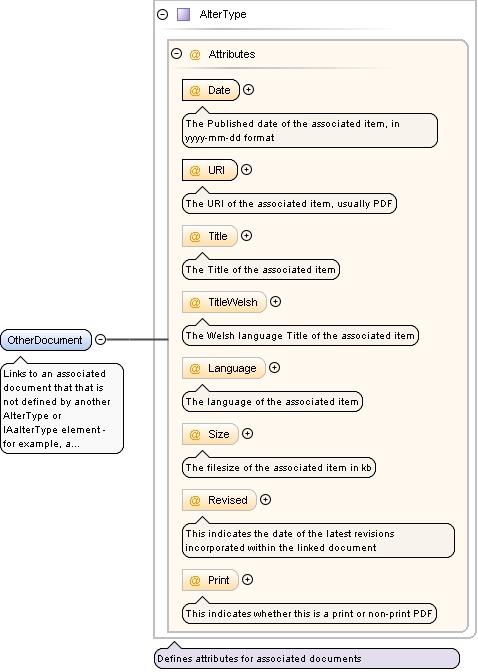 AlterType
@ Attributes
@ Date
The Published date of the associated item, in
yyyy-mm-dd format
@ URI
The URI of the associated item, usually PDF
@ Title
The Title of the associated item
@ TitleWelsh
The Welsh language Title of the associated item
@ Language
The language of the associated item
@ Size
The filesize of the associated item in kb
@ Revised
This indicates the date of the latest revisions
incorporated within the linked document
@ Print
This indicates whether this is a print or non-print PDF
OtherDocument
Links to an associated
document that that is
not defined by another
AlterType or
IAalterType element -
for example, a...
Defines attributes for associated documents